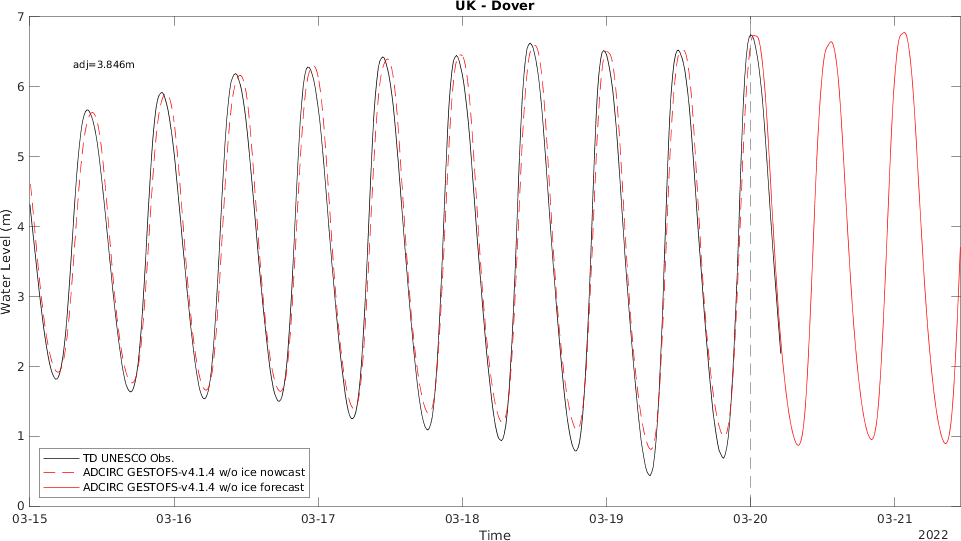 UK - Dover
adj=3.846m
7
6
5
4
3
2
1
0
Water Level (m)
TD UNESCO Obs.
ADCIRC GESTOFS-v4.1.4 w/o ice nowcast
ADCIRC GESTOFS-v4.1.4 w/o ice forecast
03-15 03-16 03-17 03-18 03-19 03-20 03-21
Time
2022